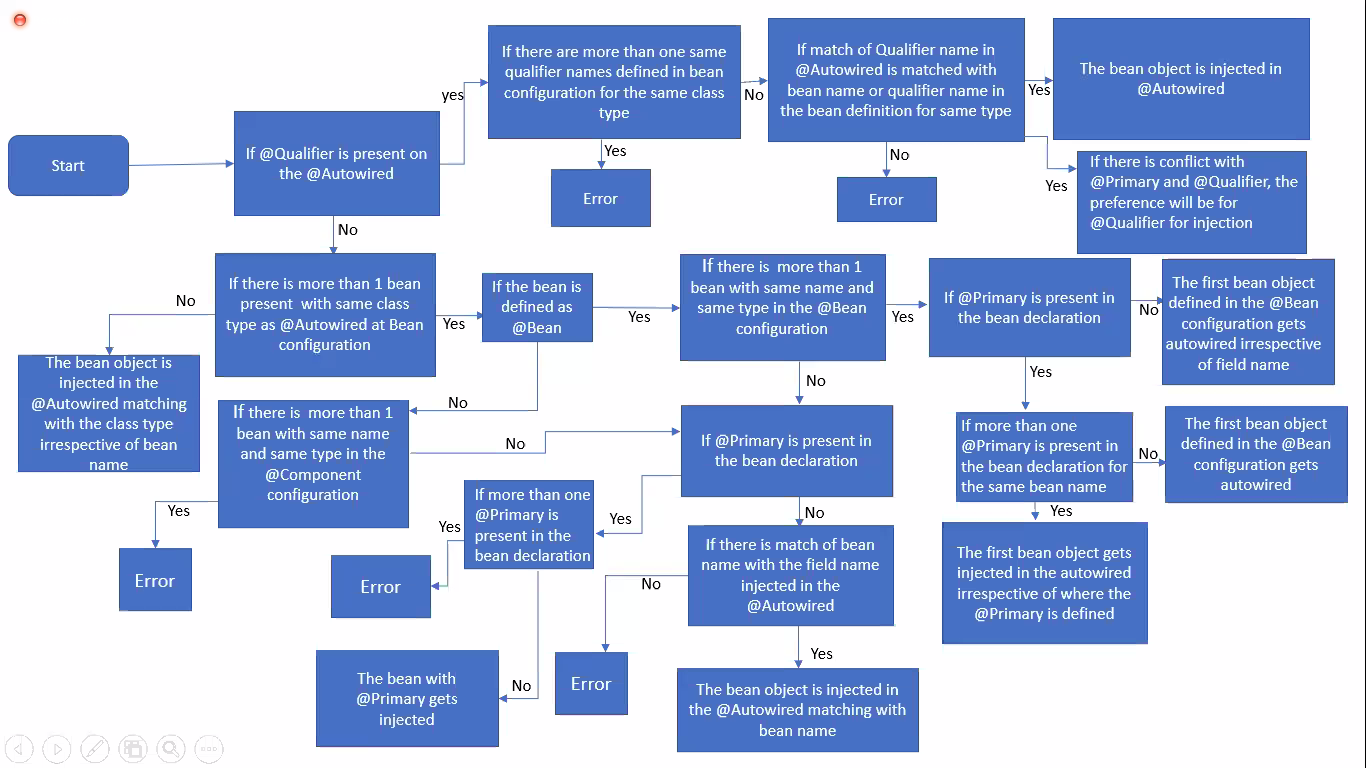 Start
If @Qualifier is present on
the @Autowired
yes
If there are more than one same
qualifier names defined in bean
configuration for the same class
type
Yes
Error
No
If match of Qualifier name in
@Autowired is matched with
bean name or qualifier name in
the bean definition for same type
No
Error
Yes
The bean object is injected in
@Autowired
Yes
If there is conflict with
@Primary and @Qualifier, the
preference will be for
@Qualifier for injection
No
If there is more than 1 bean
present with same class
type as @Autowired at Bean
configuration
No
The bean object is
injected in the
@Autowired matching
with the class type
irrespective of bean
name
Yes
If the bean is
defined as
@Bean
Yes
If there is more than 1
bean with same name and
same type in the @Bean
configuration
Yes
If @Primary is present in
the bean declaration
No
The first bean object
defined in the @Bean
configuration gets
autowired irrespective
of field name
Yes
If more than one
@Primary is present in
the bean declaration for
the same bean name
No
The first bean object
defined in the @Bean
configuration gets
autowired
Yes
The first bean object gets
injected in the autowired
irrespective of where the
@Primary is defined
No
If there is more than 1
bean with same name
and same type in the
@Component
configuration
Yes
Error
No
No
If @Primary is present in
the bean declaration
Yes
If more than one
@Primary is
present in the
bean declaration
Yes
Error
No
The bean with
@Primary gets
injected
No
If there is match of bean
name with the field name
injected in the
@Autowired
No
Error
Yes
The bean object is injected in
the @Autowired matching with
bean name